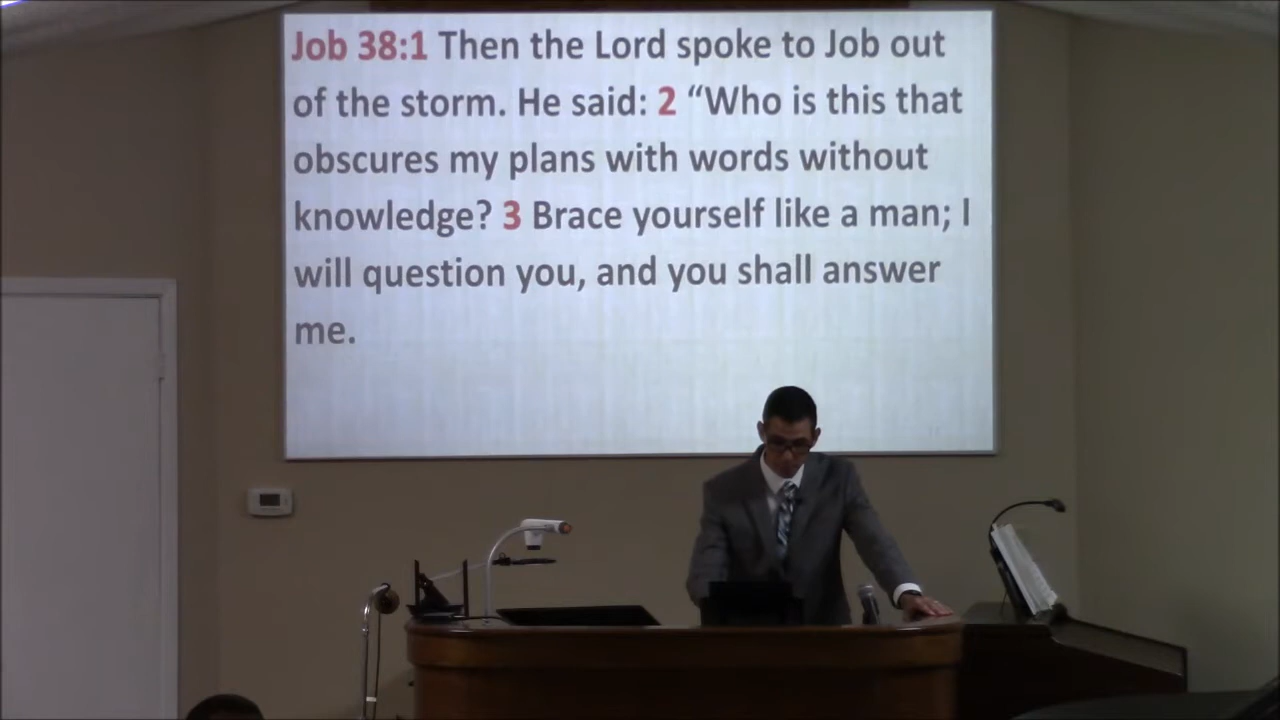 Job 38:1 Then the Lord spoke to Job out
of the storm. He said: 2 “Who is this that
obscures my plans with words without
knowledge? 3 Brace yourself like a man; I
will question you, and you shall answer
me.